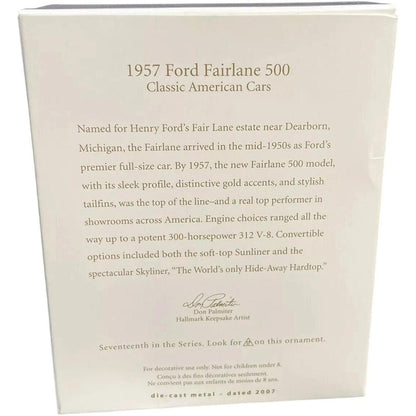 1957 Ford Fairlane 500
Classic American Cars
Named for Henry Ford's Fair Lane estate near Dearborn,
Michigan, the Fairlane arrived in the mid-1950s as Ford's
premier full-size car. By 1957, the new Fairlane 500 model,
with its sleek profile, distinctive gold accents, and stylish
tailfins, was the top of the line—and a real top performer in
showrooms across America. Engine choices ranged all the
way up to a potent 300-horsepower 312 V-8. Convertible
options included both the soft-top Sunliner and the
spectacular Skyliner, “The World's only Hide-Away Hardtop.”
Don Palmiter
Don Palmiter
Hallmark Keepsake Artist
Seventeenth in the Series. Look for on this ornament.
For decorative use only. Not for children under 8.
Conçu à des fins décoratives seulement.
Ne convient pas aux enfants de moins de 8 ans.
die-cast metal - dated 2007